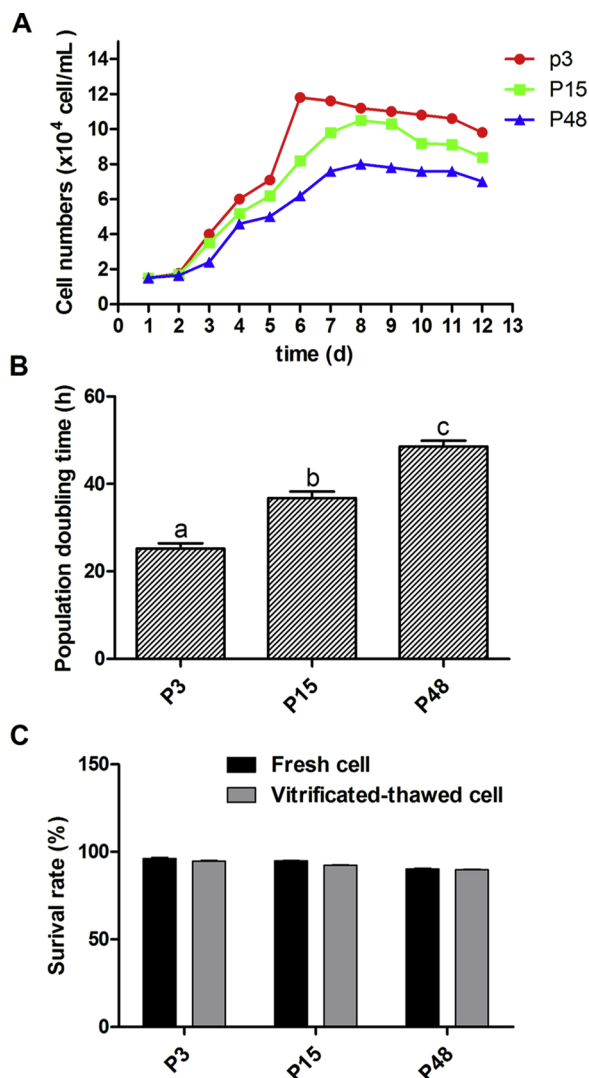 A
Cell numbers (x10⁴ cell/mL)
14
12
10
8
6
4
2
0
0 1 2 3 4 5 6 7 8 9 10 11 12 13
time (d)
p3
P15
P48
B
Population doubling time (h)
60
40
20
0
a
b
c
P3
P15
P48
C
Surival rate (%)
150
100
50
0
Fresh cell
Vitrificated-thawed cell
P3
P15
P48